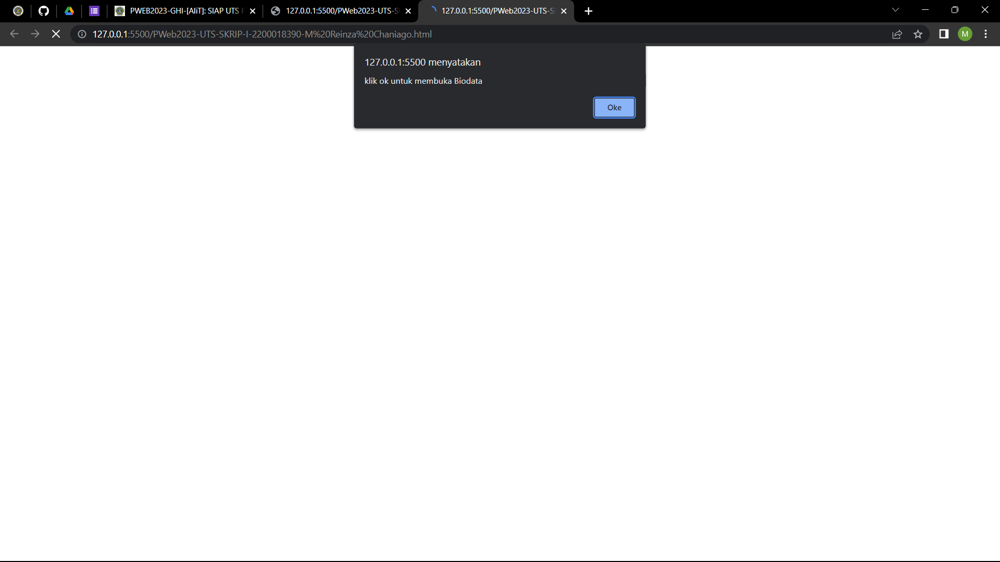 PWEB2023-GHI-[AliT]: SIAP UTS
127.0.0.1:5500/PWeb2023-UTS-S
127.0.0.1:5500/PWeb2023-UTS-S
127.0.0.1:5500/PWeb2023-UTS-SKRIP-I-2200018390-M%20Reinza%20Chaniago.html
M
127.0.0.1:5500 menyatakan
klik ok untuk membuka Biodata
Oke